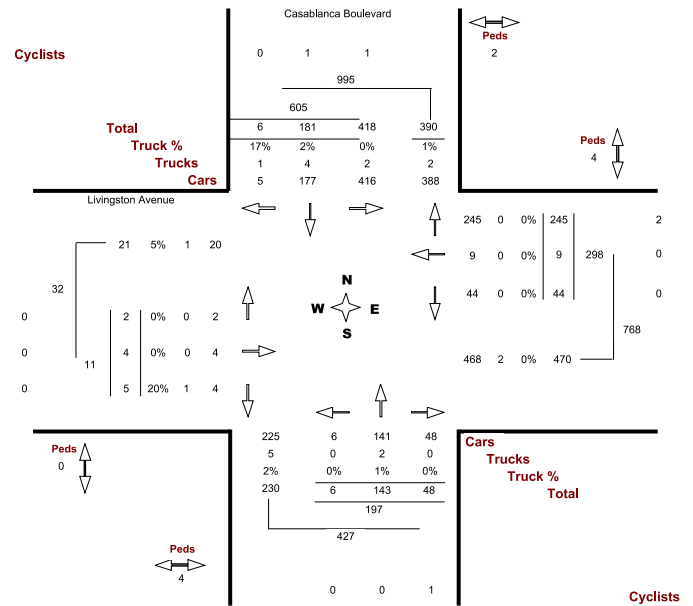 Casablanca Boulevard
Peds
2
Cyclists
0 1 1
995
605
Total 6 181 418 390
Truck % 17% 2% 0% 1%
Trucks 1 4 2 2
Cars 5 177 416 388
Peds
4
Livingston Avenue
245 0 0% 245 2
21 5% 1 20
9 0 0% 9 298 0
32
N
44 0 0% 44 0
W E
0 2 0% 0 2
S
768
0 4 0% 0 4
11
468 2 0% 470
0 5 20% 1 4
225 6 141 48 Cars
5 0 2 0 Trucks
2% 0% 1% 0% Truck %
230 6 143 48 Total
Peds
0
197
427
Peds
4
0 0 1
Cyclists